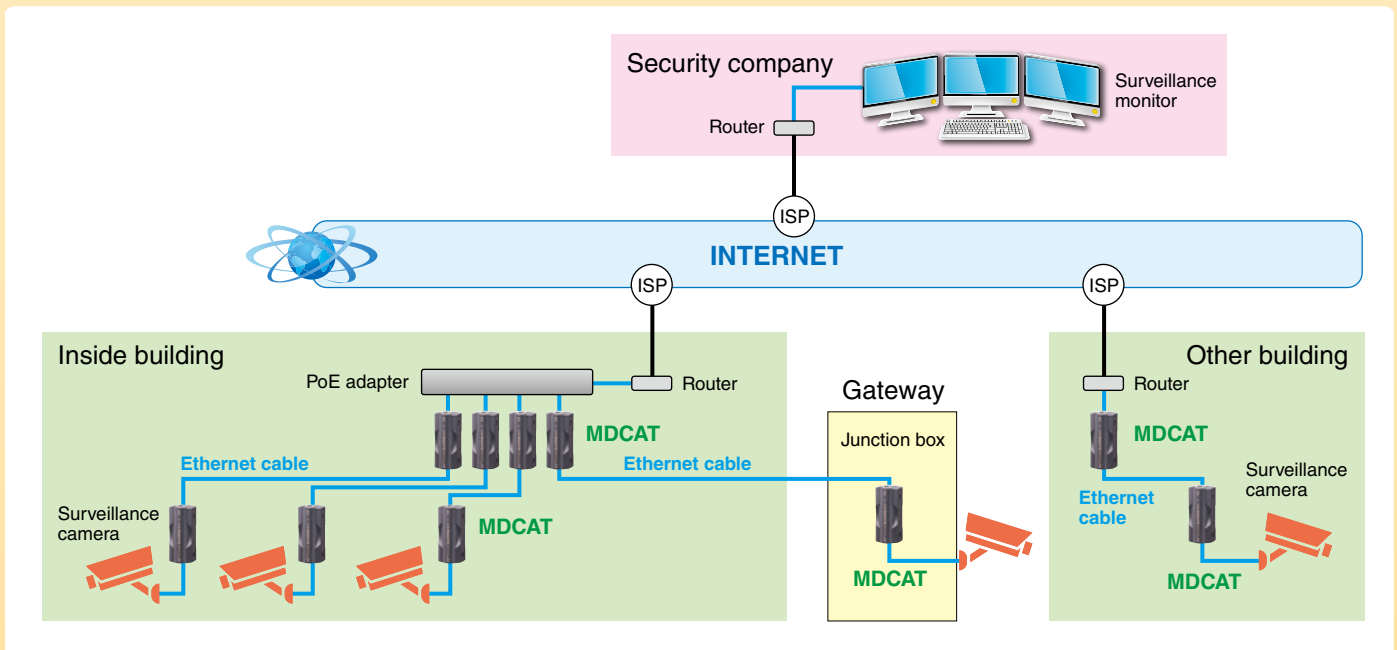 Security company
Surveillance
monitor
Router
ISP
INTERNET
ISP
ISP
Inside building
PoE adapter
Router
MDCAT
Ethernet cable
Ethernet cable
Surveillance
camera
MDCAT
Gateway
Junction box
MDCAT
Other building
Router
MDCAT
Surveillance
camera
Ethernet
cable
MDCAT